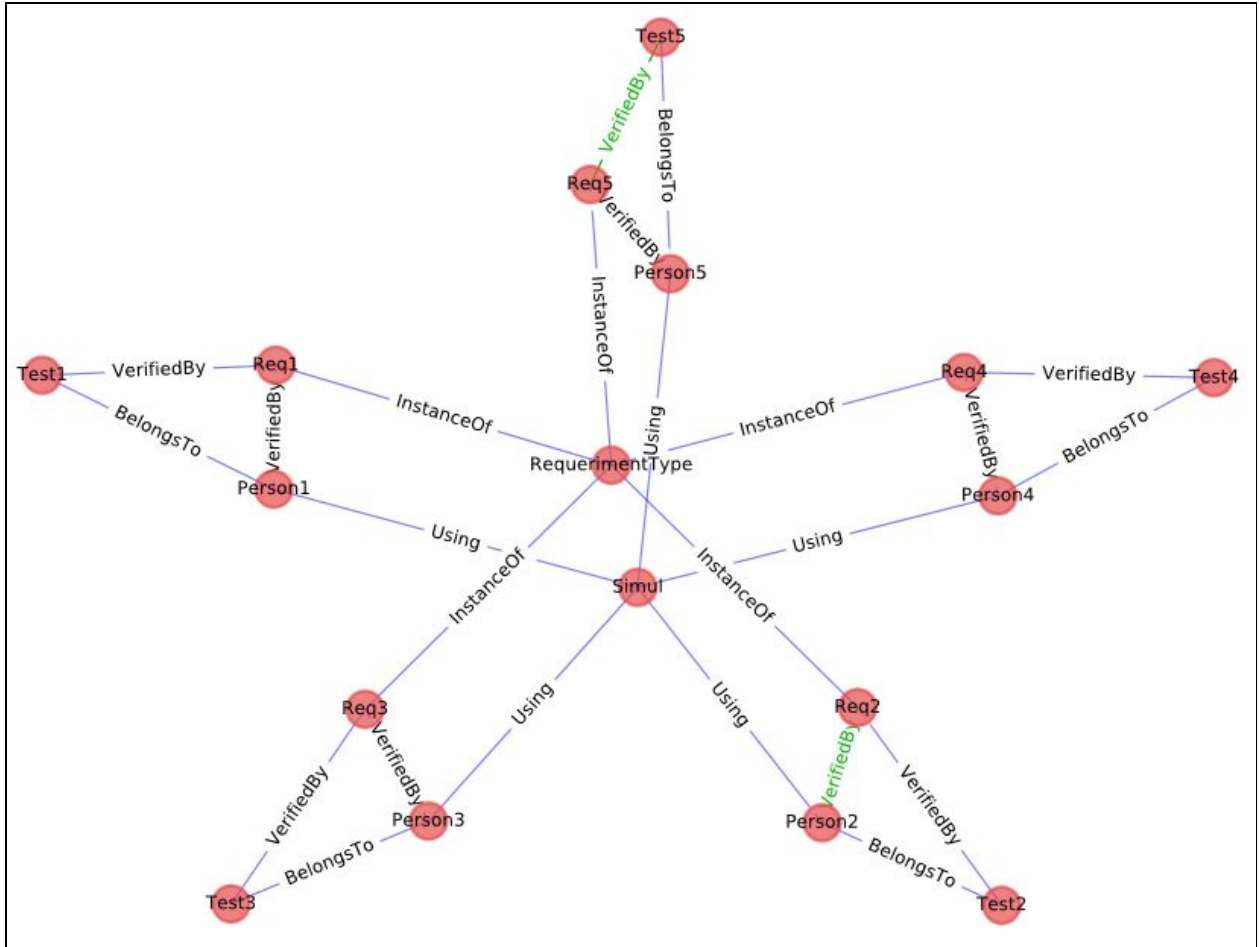 Test5
VerifiedBy
BelongsTo
Req5
VerifiedBy
Person5
InstanceOf
Test1
VerifiedBy
Req1
BelongsTo
VerifiedBy
InstanceOf
Person1
Using
Req4
VerifiedBy
Test4
InstanceOf
VerifiedBy
BelongsTo
Person4
Using
RequerimentType
Using
Using
Simul
InstanceOf
InstanceOf
Req3
Using
Using
Req2
VerifiedBy
VerifiedBy
Person3
BelongsTo
Test3
VerifiedBy
VerifiedBy
Person2
BelongsTo
Test2